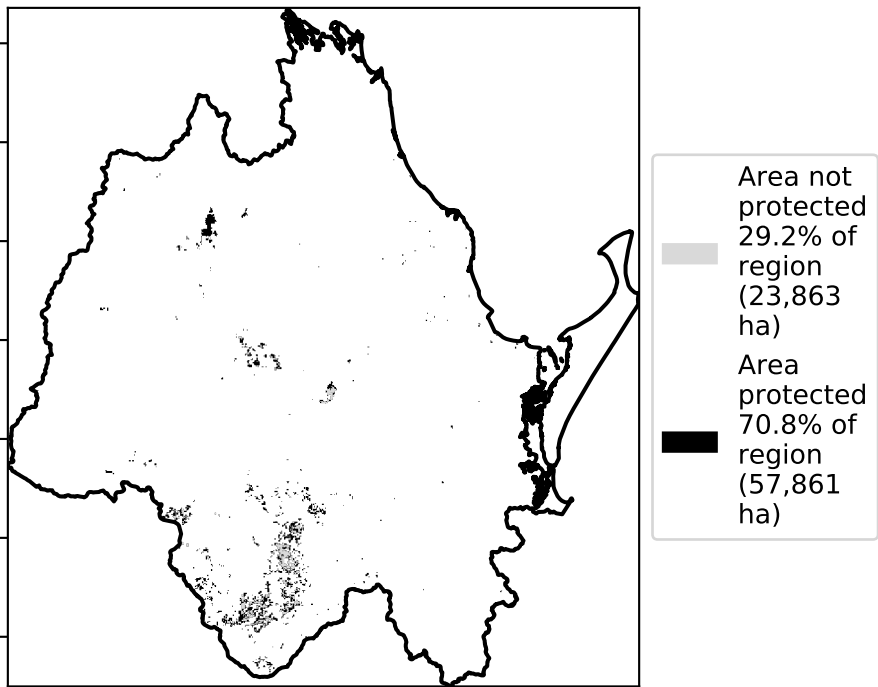 Area not
protected
29.2% of
region
(23,863
ha)
Area
protected
70.8% of
region
(57,861
ha)